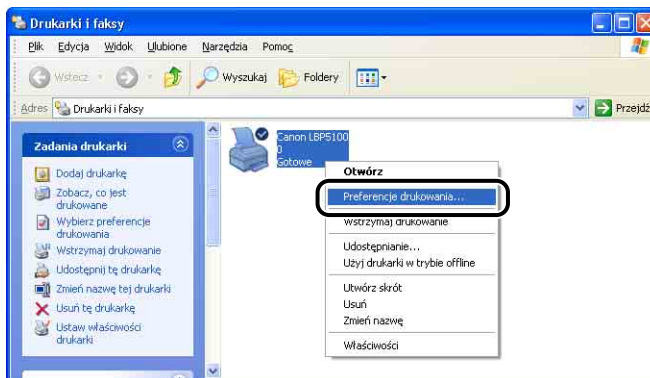 Drukarki i faksy
Plik Edycja Widok Ulubione Narzędzia Pomoc
Wstecz Wyszukaj Foldery
Adres Drukarki i faksy Przejdź
Zadania drukarki
Dodaj drukarkę
Zobacz, co jest
drukowane
Wybierz preferencje
drukowania
Wstrzymaj drukowanie
Udostępnij tę drukarkę
Zmień nazwę tej drukarki
Usuń tę drukarkę
Ustaw właściwości
drukarki
Canon LBP5100
0
Gotowe
Otwórz
Preferencje drukowania...
Wstrzymaj drukowanie
Udostępnianie...
Użyj drukarki w trybie offline
Utwórz skrót
Usuń
Zmień nazwę
Właściwości